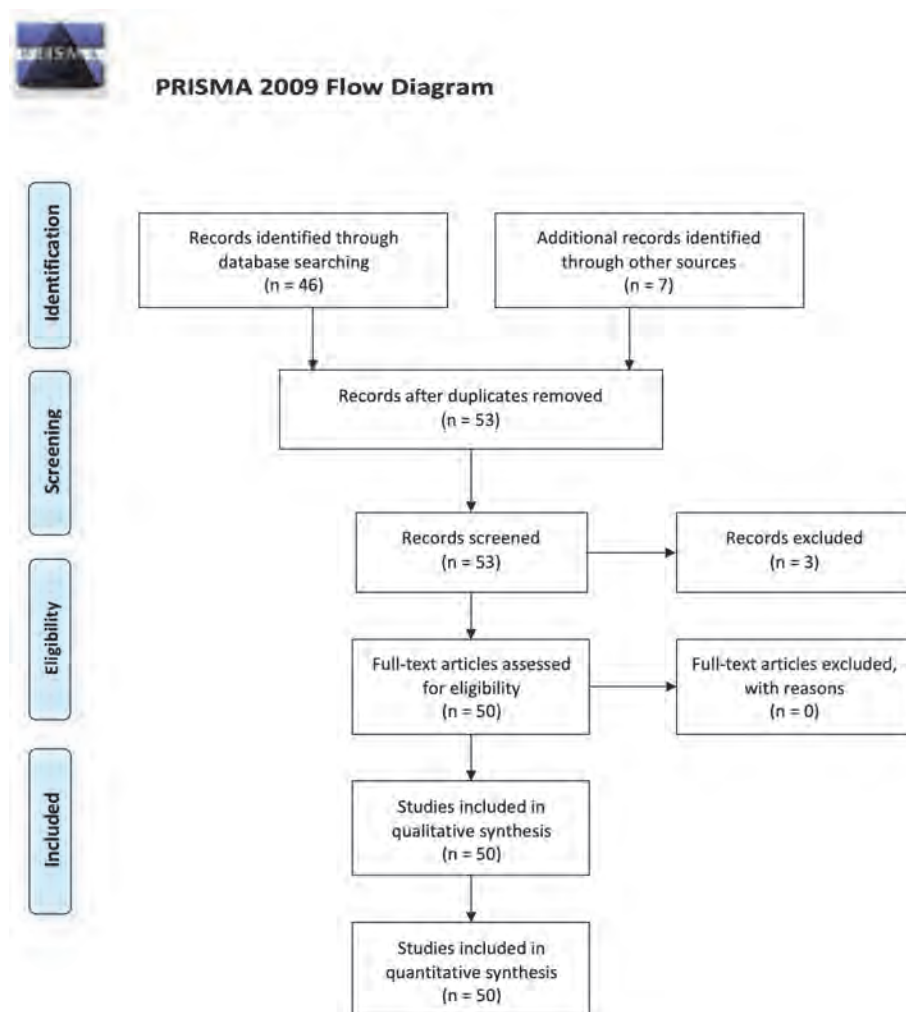 PRISMA
PRISMA 2009 Flow Diagram
Identification
Records identified through
database searching
(n = 46)
Additional records identified
through other sources
(n = 7)
Screening
Records after duplicates removed
(n = 53)
Records screened
(n = 53)
Records excluded
(n = 3)
Eligibility
Full-text articles assessed
for eligibility
(n = 50)
Full-text articles excluded,
with reasons
(n = 0)
Included
Studies included in
qualitative synthesis
(n = 50)
Studies included in
quantitative synthesis
(n = 50)